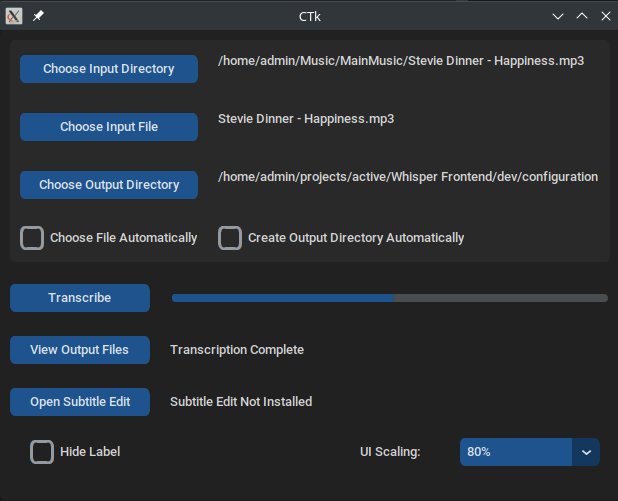 CTk
Choose Input Directory /home/admin/Music/MainMusic/Stevie Dinner - Happiness.mp3
Choose Input File Stevie Dinner - Happiness.mp3
Choose Output Directory /home/admin/projects/active/Whisper Frontend/dev/configuration
Choose File Automatically Create Output Directory Automatically
Transcribe
View Output Files Transcription Complete
Open Subtitle Edit Subtitle Edit Not Installed
Hide Label UI Scaling: 80%